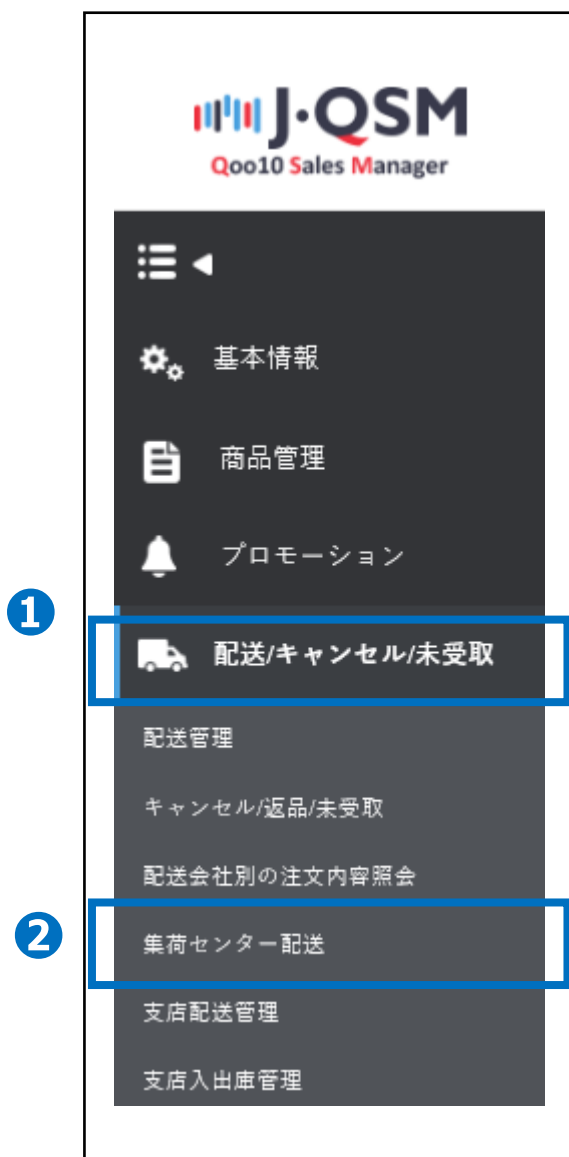 J·QSM
Qoo10 Sales Manager
基本情報
商品管理
プロモーション
1
配送/キャンセル/未受取
配送管理
キャンセル/返品/未受取
配送会社別の注文内容照会
2
集荷センター配送
支店配送管理
支店入出庫管理